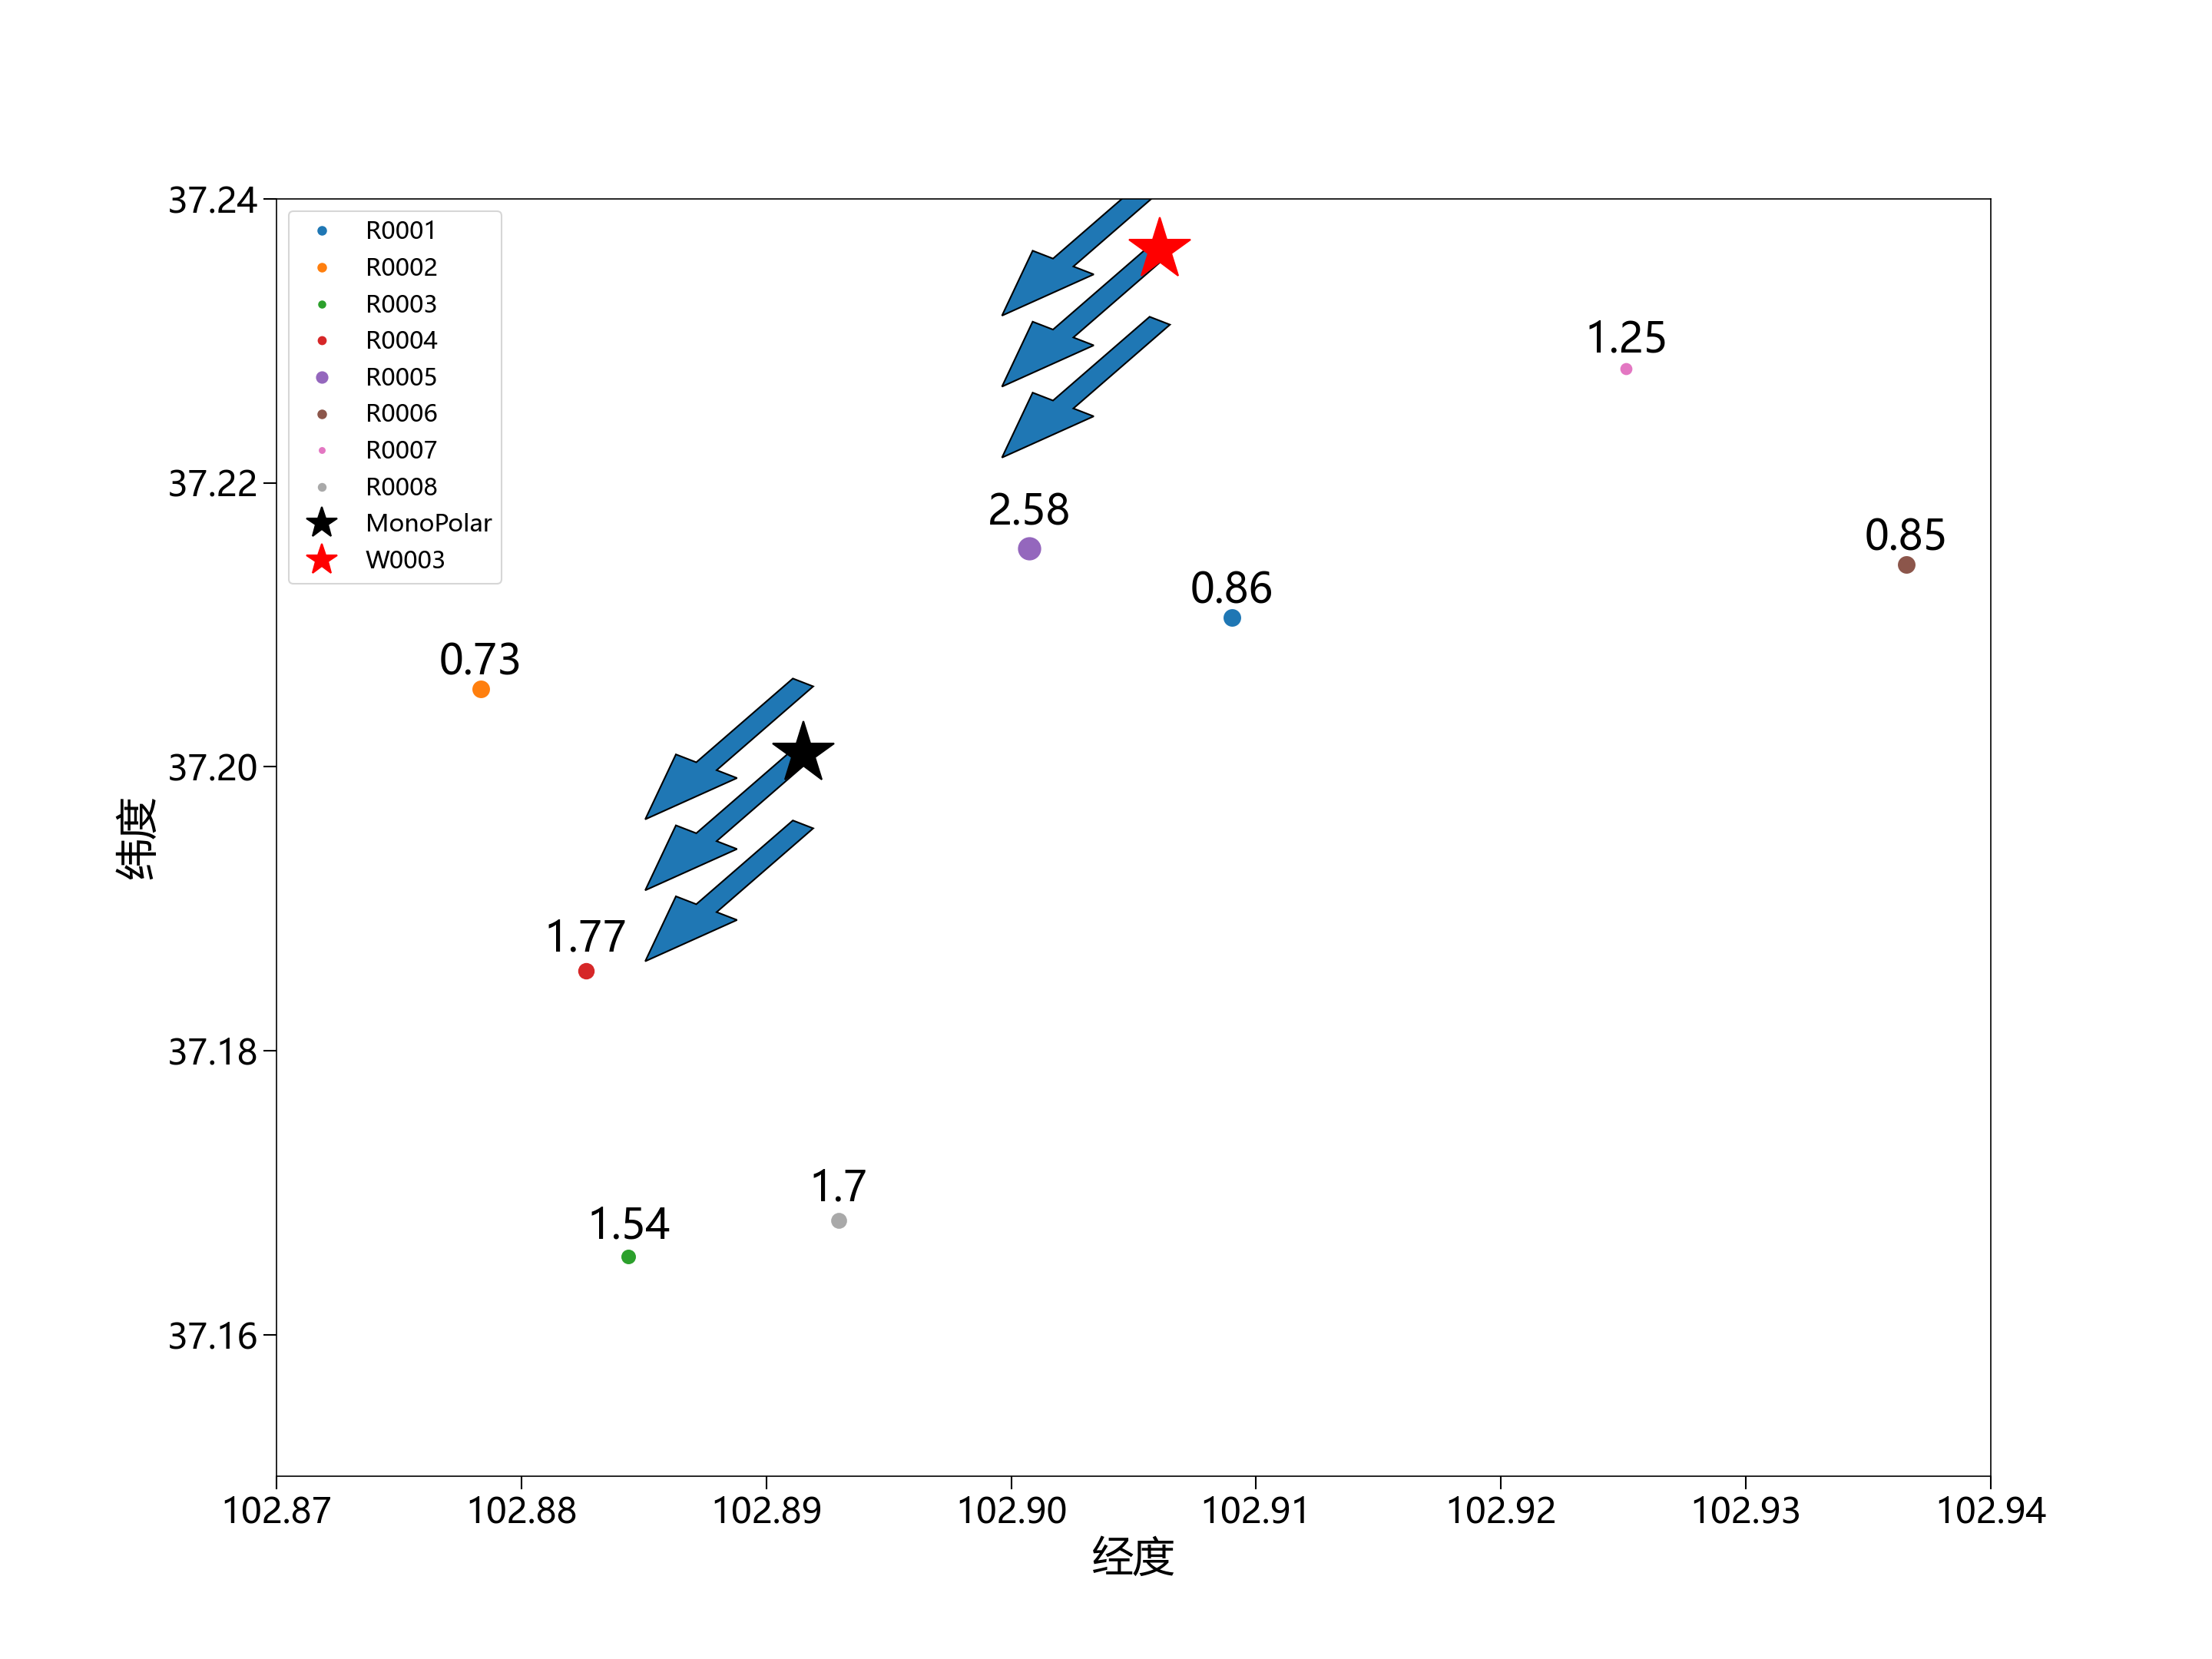 37.24
37.22
37.20
37.18
37.16
纬度
R0001
R0002
R0003
R0004
R0005
R0006
R0007
R0008
MonoPolar
W0003
1.25
2.58
0.85
0.86
0.73
1.77
1.7
1.54
102.87 102.88 102.89 102.90 102.91 102.92 102.93 102.94
经度